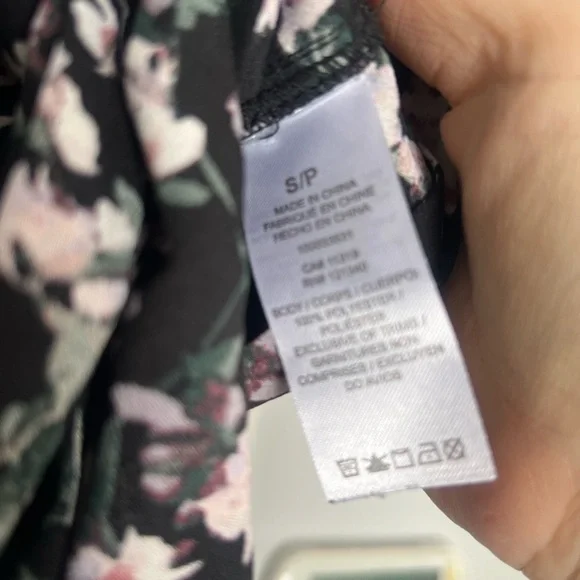 S/P
MADE IN CHINA
FABRIQUÉ EN CHINE
HECHO EN CHINA
BODY / CORPS / CUERPO:
100% POLYESTER /
POLIÉSTER
EXCLUSIVE OF TRIMS /
GARNITURES NON
COMPRISES / EXCLUYEN